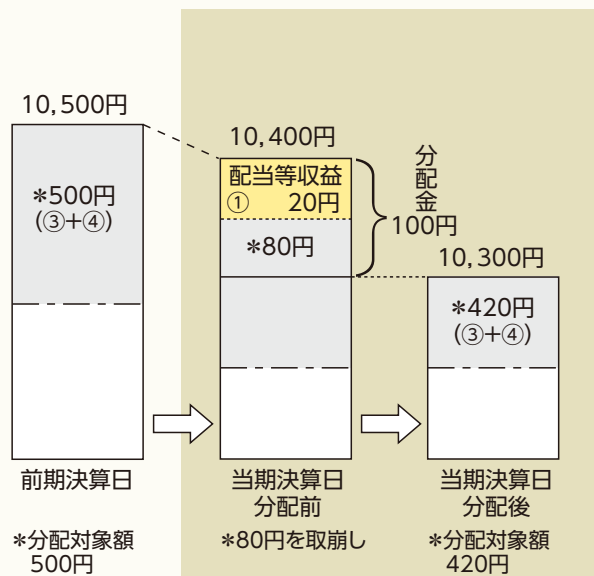 10,500円
*500円
(③+④)
前期決算日
*分配対象額
500円
10,400円
配当等収益
① 20円
*80円
分配金
100円
当期決算日
分配前
*80円を取崩し
10,300円
*420円
(③+④)
当期決算日
分配後
*分配対象額
420円